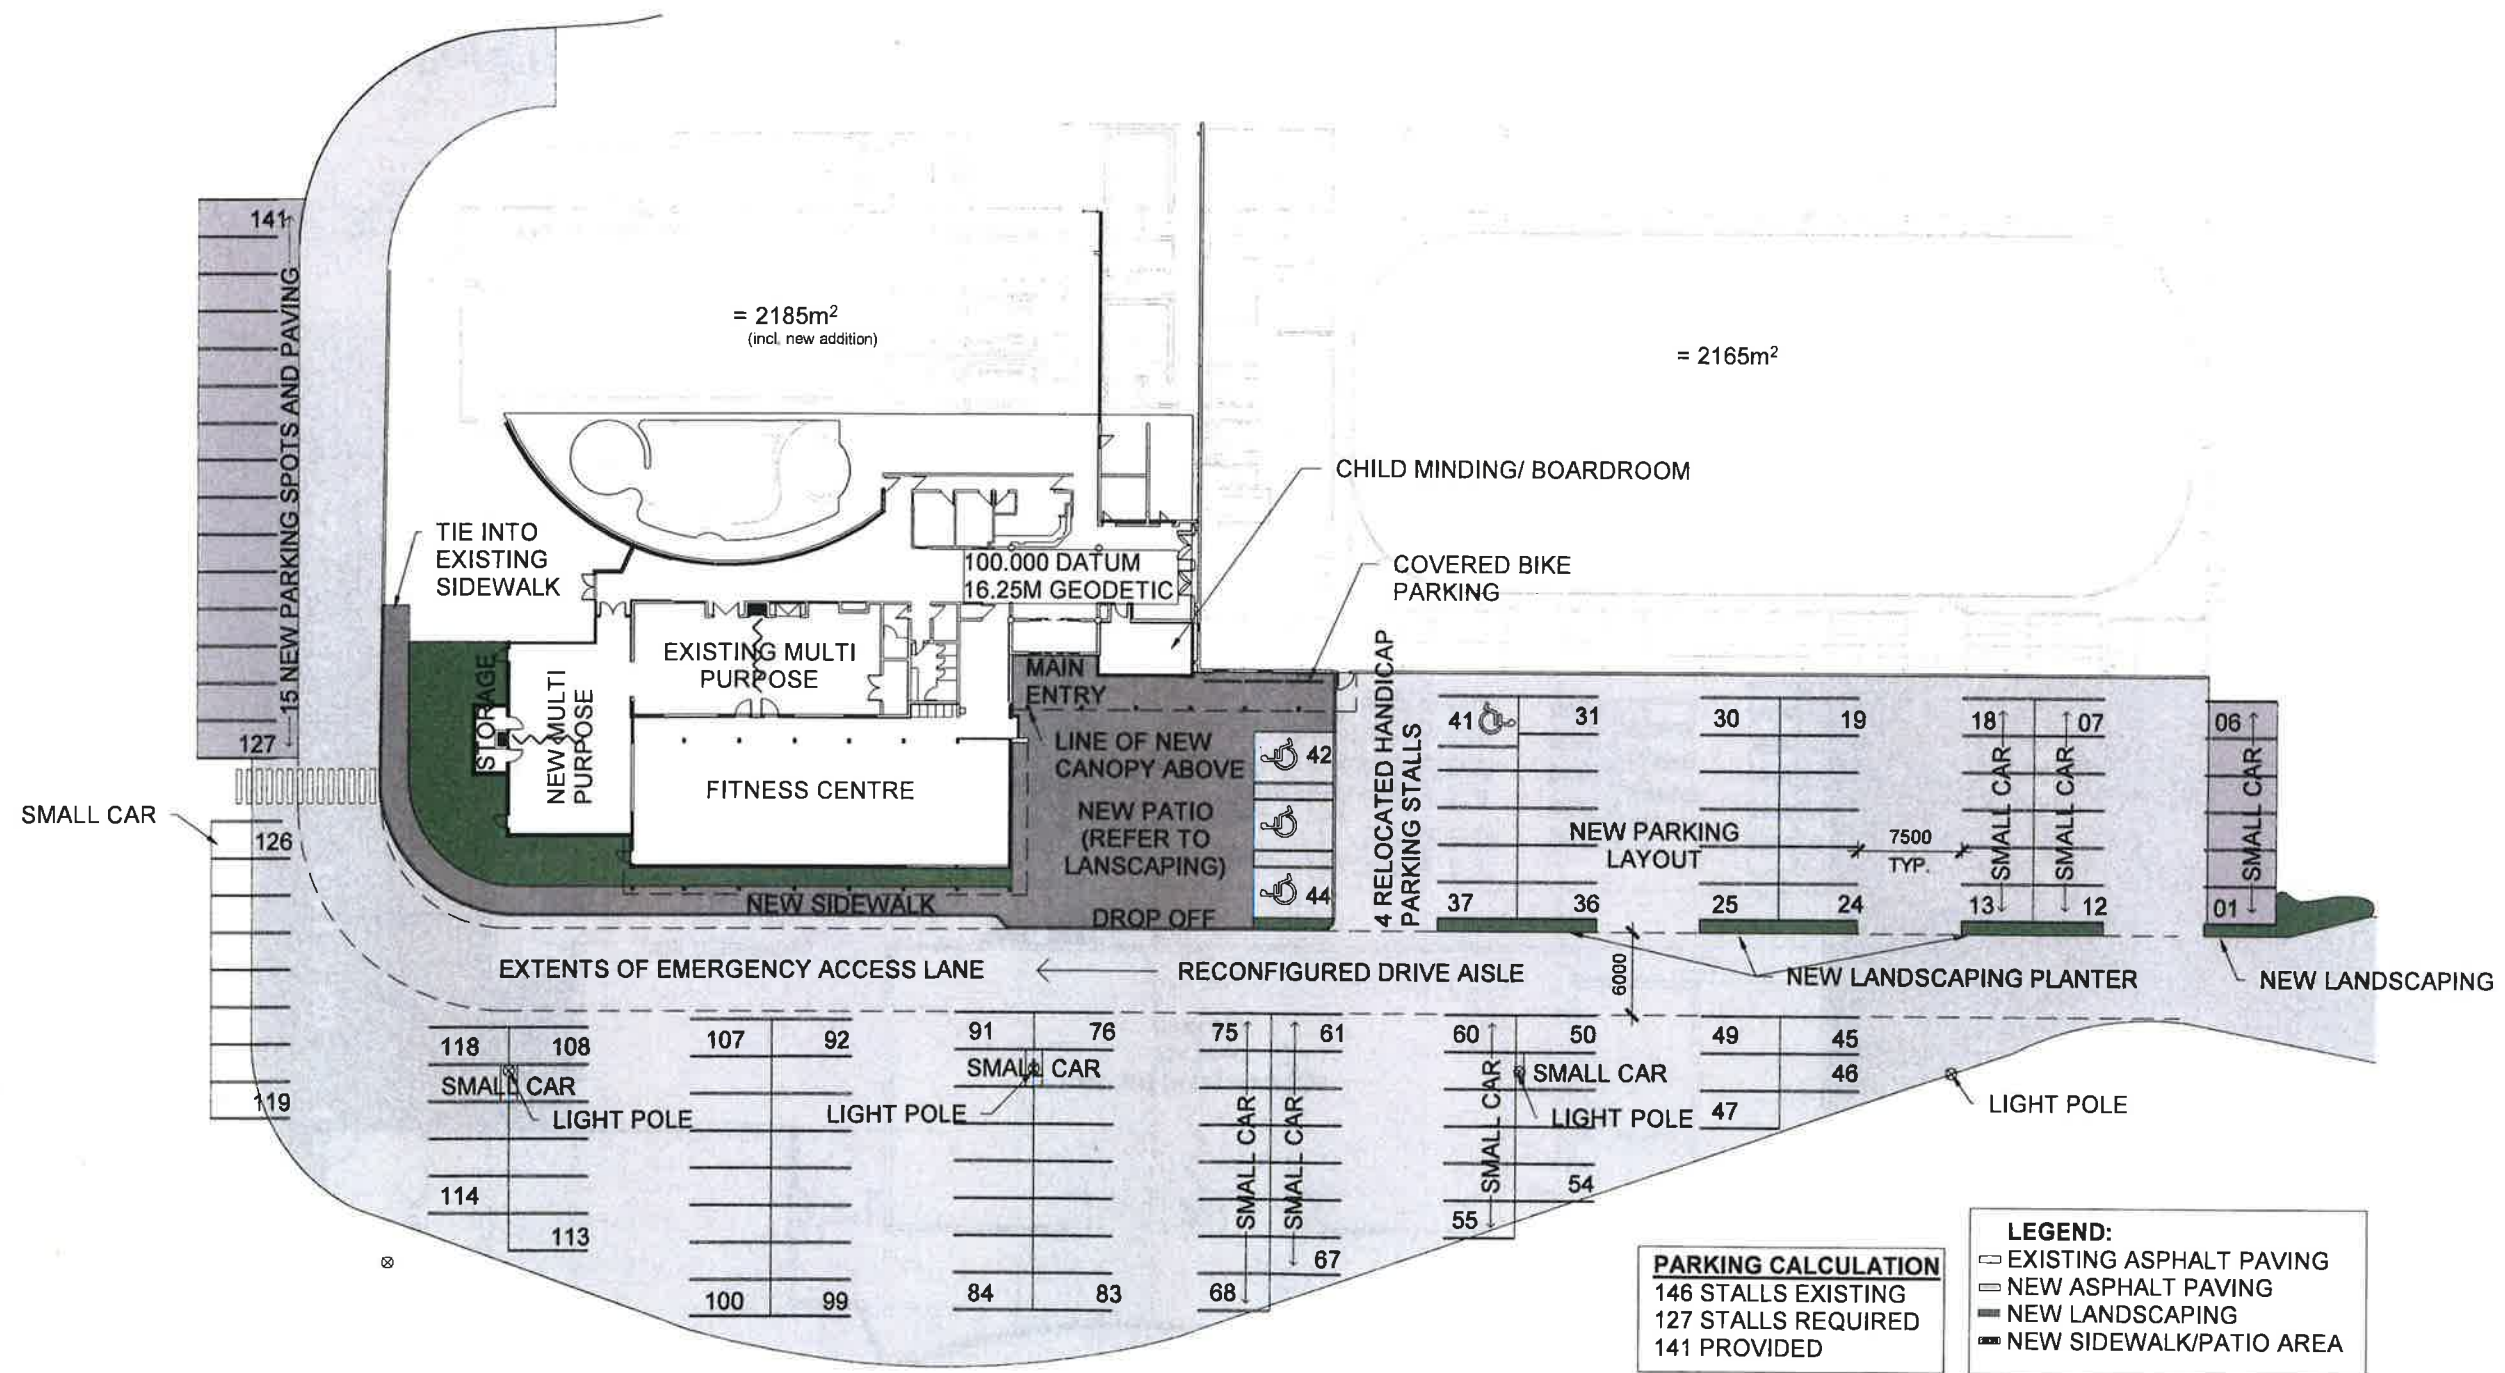 141
15 NEW PARKING SPOTS AND PAVING
127
= 2185m²
(incl. new addition)
= 2165m²
CHILD MINDING/ BOARDROOM
TIE INTO
EXISTING
SIDEWALK
100.000 DATUM
16.25M GEODETIC
COVERED BIKE
PARKING
EXISTING MULTI
PURPOSE
STORAGE
NEW MULTI
PURPOSE
MAIN
ENTRY
LINE OF NEW
CANOPY ABOVE
FITNESS CENTRE
NEW PATIO
(REFER TO
LANSCAPING)
42
44
4 RELOCATED HANDICAP
PARKING STALLS
41
31
30
19
18
07
06
SMALL CAR
SMALL CAR
SMALL CAR
NEW PARKING
LAYOUT
7500
TYP.
37
36
25
24
13
12
01
SMALL CAR
126
NEW SIDEWALK
DROP OFF
EXTENTS OF EMERGENCY ACCESS LANE
RECONFIGURED DRIVE AISLE
6000
NEW LANDSCAPING PLANTER
NEW LANDSCAPING
119
118
108
107
92
91
76
75
61
60
50
49
45
SMALL CAR
SMALL CAR
SMALL CAR
46
LIGHT POLE
LIGHT POLE
LIGHT POLE
47
LIGHT POLE
SMALL CAR
SMALL CAR
SMALL CAR
114
113
54
55
67
100
99
84
83
68
PARKING CALCULATION
146 STALLS EXISTING
127 STALLS REQUIRED
141 PROVIDED
LEGEND:
EXISTING ASPHALT PAVING
NEW ASPHALT PAVING
NEW LANDSCAPING
NEW SIDEWALK/PATIO AREA